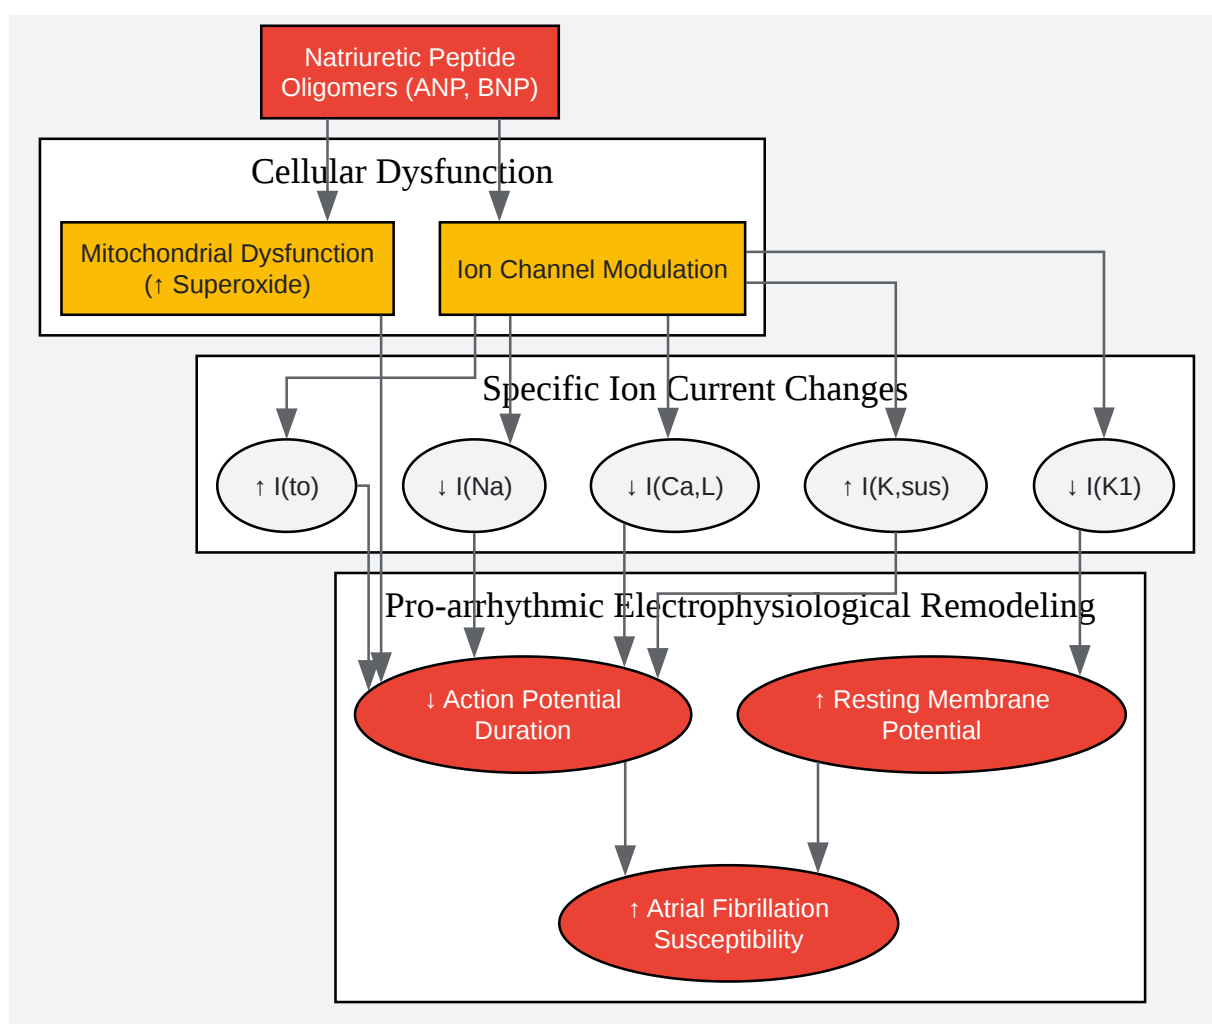 Natriuretic Peptide
Oligomers (ANP, BNP)
Cellular Dysfunction
Mitochondrial Dysfunction
(↑ Superoxide)
Ion Channel Modulation
Specific Ion Current Changes
↑ I(to)
↓ I(Na)
↓ I(Ca,L)
↑ I(K,sus)
↓ I(K1)
Pro-arrhythmic Electrophysiological Remodeling
↓ Action Potential
Duration
↑ Resting Membrane
Potential
↑ Atrial Fibrillation
Susceptibility